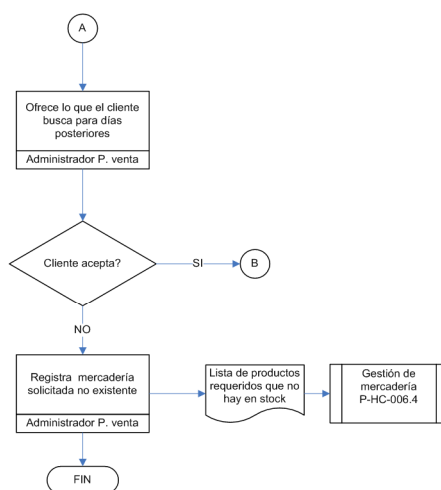 A
Ofrece lo que el cliente
busca para días
posteriores
Administrador P. venta
Cliente acepta?
SI
B
NO
Registra mercadería
solicitada no existente
Administrador P. venta
Lista de productos
requeridos que no
hay en stock
Gestión de
mercadería
P-HC-006.4
FIN